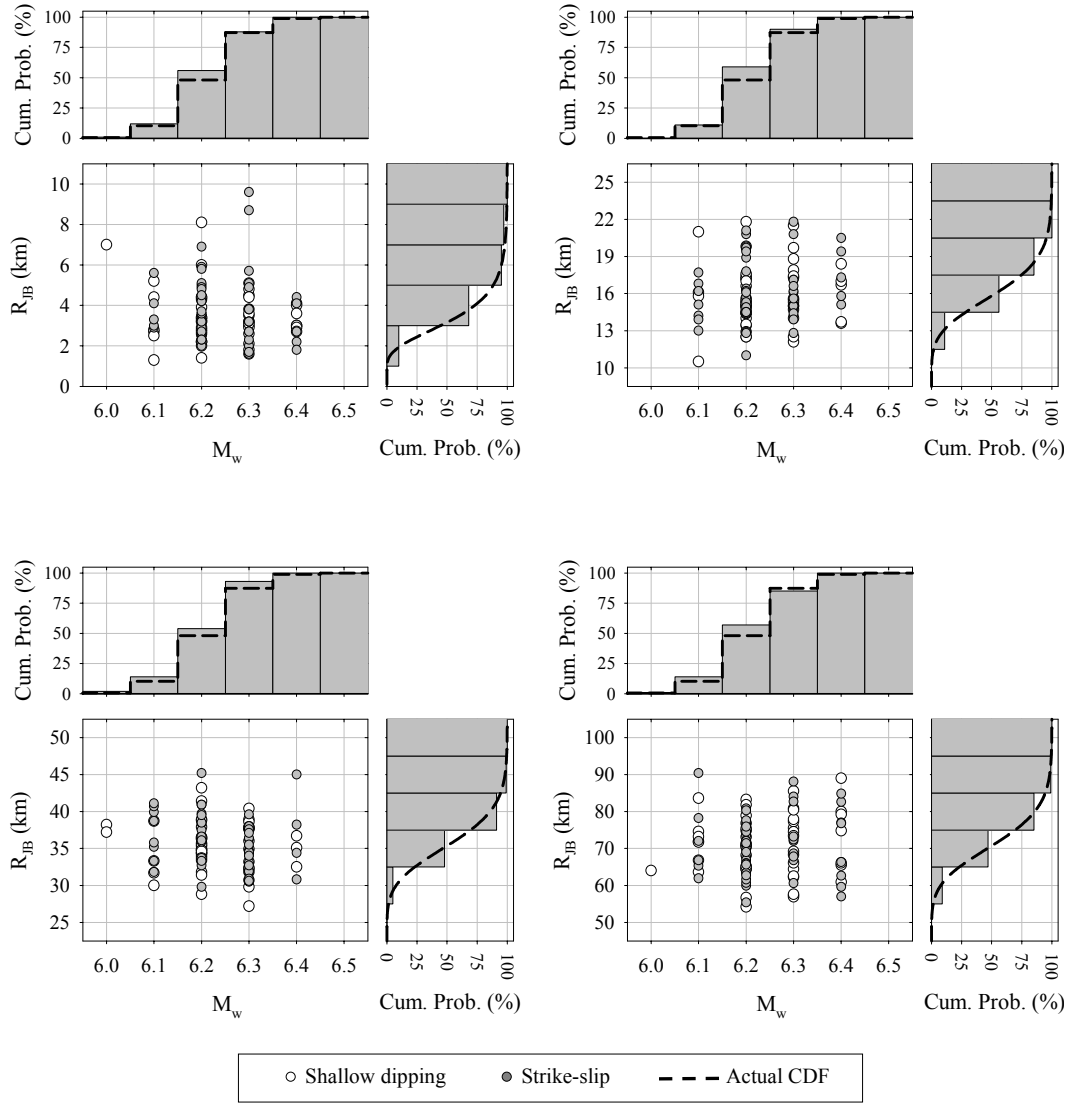 Cum. Prob. (%)
100
75
50
25
0
R_JB (km)
10
8
6
4
2
0
6.0 6.1 6.2 6.3 6.4 6.5
M_w
0 25 50 75 100
Cum. Prob. (%)
Cum. Prob. (%)
100
75
50
25
0
R_JB (km)
25
22
19
16
13
10
6.0 6.1 6.2 6.3 6.4 6.5
M_w
0 25 50 75 100
Cum. Prob. (%)
Cum. Prob. (%)
100
75
50
25
0
R_JB (km)
50
45
40
35
30
25
6.0 6.1 6.2 6.3 6.4 6.5
M_w
0 25 50 75 100
Cum. Prob. (%)
Cum. Prob. (%)
100
75
50
25
0
R_JB (km)
100
90
80
70
60
50
6.0 6.1 6.2 6.3 6.4 6.5
M_w
0 25 50 75 100
Cum. Prob. (%)
Shallow dipping Strike-slip Actual CDF